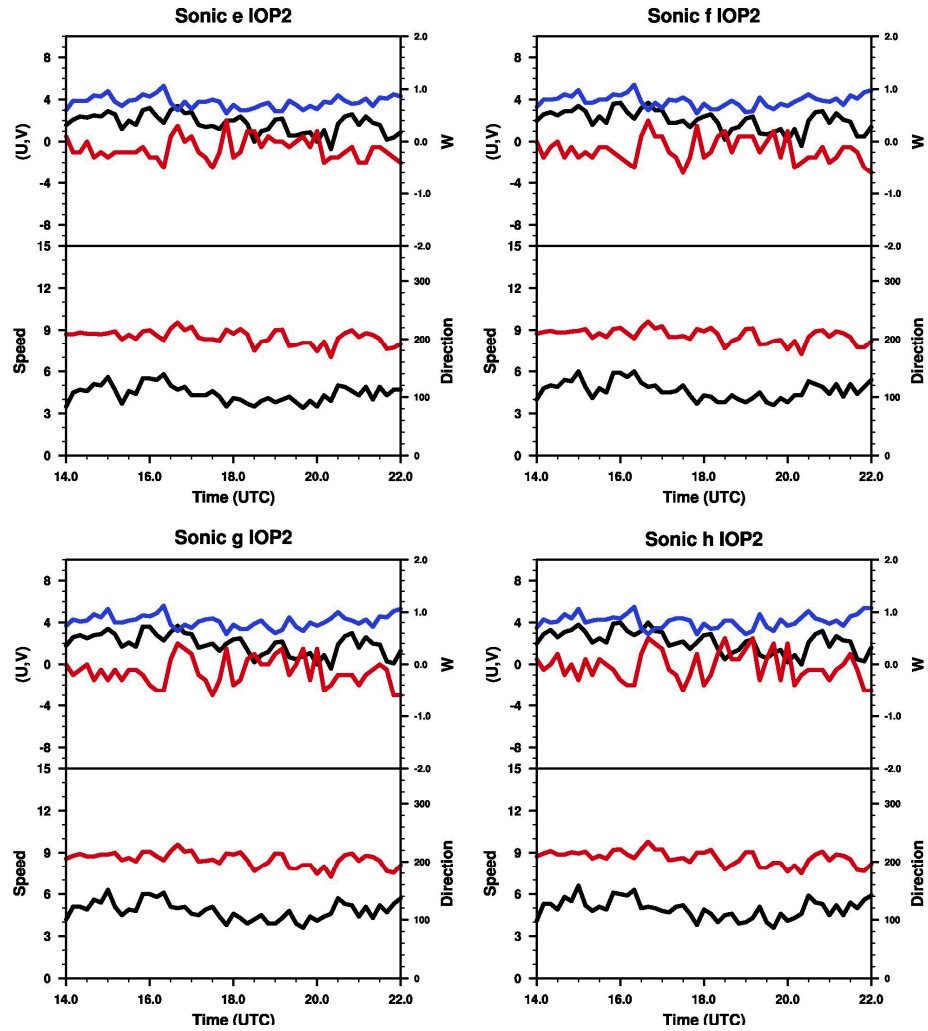 Sonic e IOP2
8
4
0
-4
-8
(U,V)
2.0
1.0
0.0
-1.0
-2.0
W
15
12
9
6
3
0
Speed
300
200
100
0
Direction
14.0 16.0 18.0 20.0 22.0
Time (UTC)
Sonic f IOP2
8
4
0
-4
-8
(U,V)
2.0
1.0
0.0
-1.0
-2.0
W
15
12
9
6
3
0
Speed
300
200
100
0
Direction
14.0 16.0 18.0 20.0 22.0
Time (UTC)
Sonic g IOP2
8
4
0
-4
-8
(U,V)
2.0
1.0
0.0
-1.0
-2.0
W
15
12
9
6
3
0
Speed
300
200
100
0
Direction
14.0 16.0 18.0 20.0 22.0
Time (UTC)
Sonic h IOP2
8
4
0
-4
-8
(U,V)
2.0
1.0
0.0
-1.0
-2.0
W
15
12
9
6
3
0
Speed
300
200
100
0
Direction
14.0 16.0 18.0 20.0 22.0
Time (UTC)